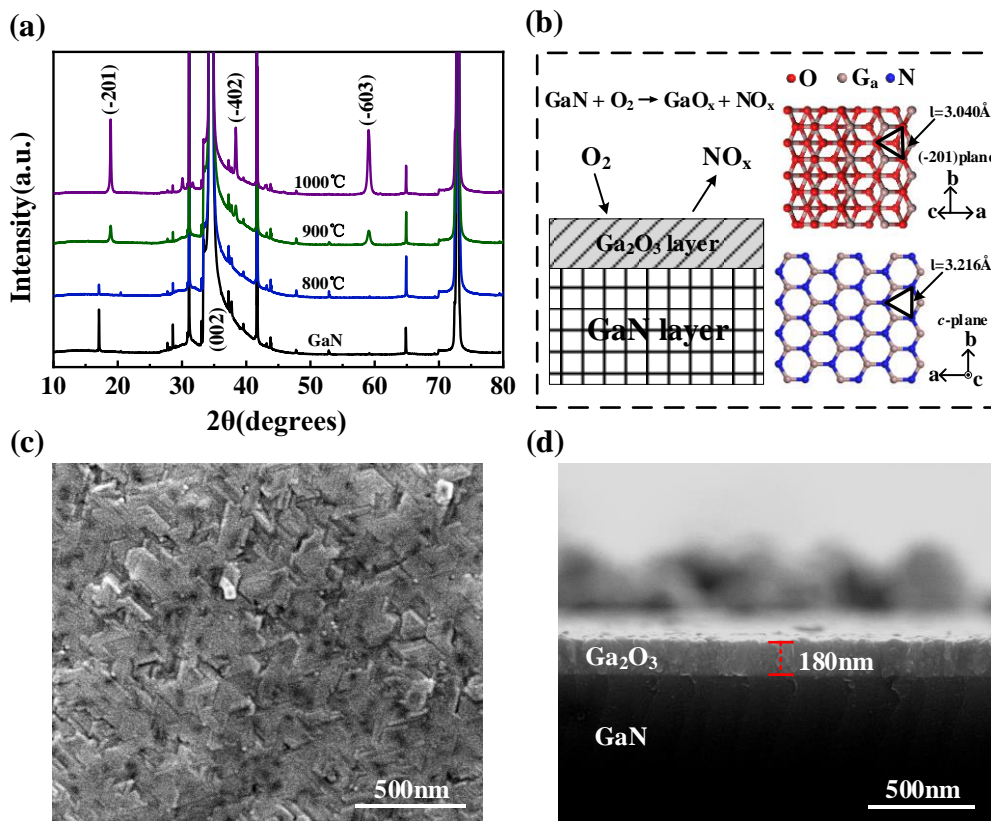 (a)
Intensity(a.u.)
(-201)
(-402)
(-603)
1000℃
900℃
800℃
GaN
(002)
10 20 30 40 50 60 70 80
2θ(degrees)
(b)
GaN + O₂ → GaOₓ + NOₓ
O₂
NOₓ
Ga₂O₃ layer
GaN layer
O Gₐ N
l=3.040Å
(-201)plane
b
c a
l=3.216Å
c-plane
b
a c
(c)
500nm
(d)
Ga₂O₃
180nm
GaN
500nm